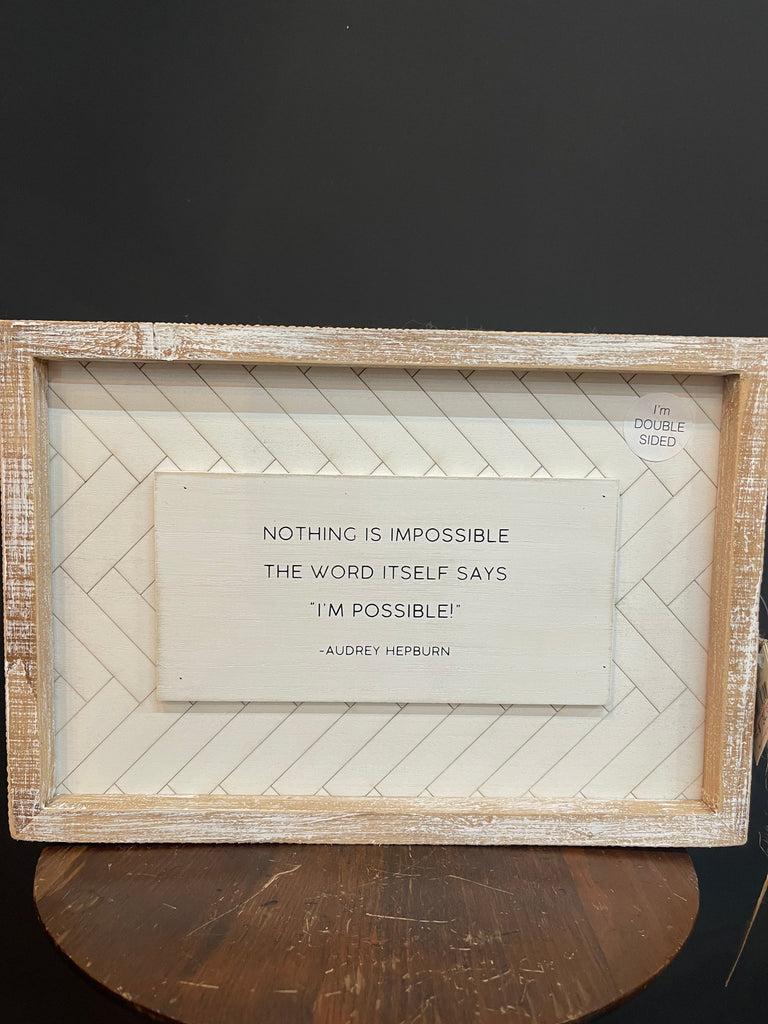 I'm
DOUBLE
SIDED
NOTHING IS IMPOSSIBLE
THE WORD ITSELF SAYS
"I'M POSSIBLE!"
-AUDREY HEPBURN